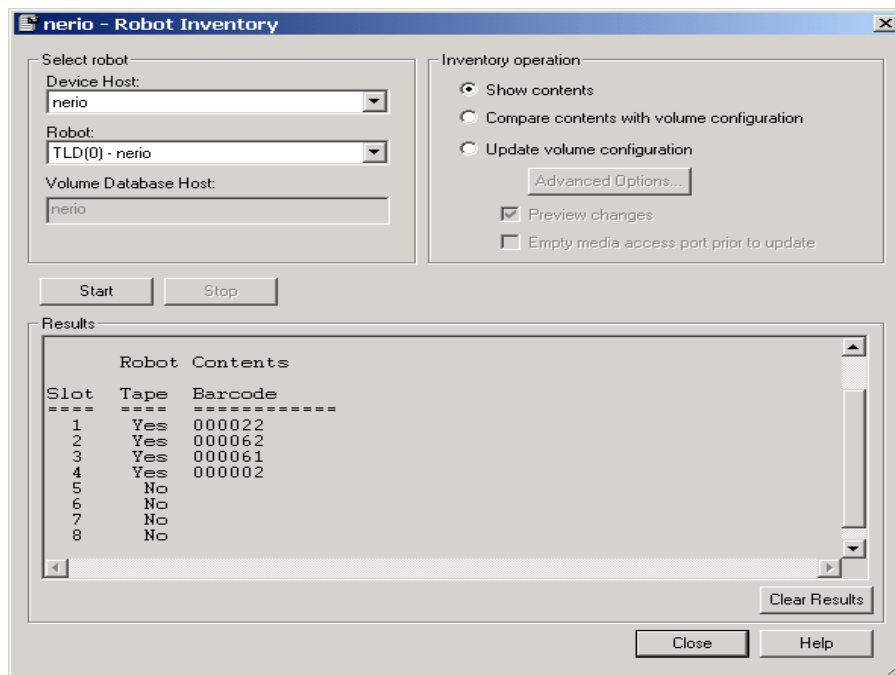 nerio - Robot Inventory
Select robot
Device Host:
nerio
Robot:
TLD(0) - nerio
Volume Database Host:
nerio
Inventory operation
Show contents
Compare contents with volume configuration
Update volume configuration
Advanced Options...
Preview changes
Empty media access port prior to update
Start Stop
Results
Robot Contents
Slot Tape Barcode
==== ==== ============
1 Yes 000022
2 Yes 000062
3 Yes 000061
4 Yes 000002
5 No
6 No
7 No
8 No
Clear Results
Close Help